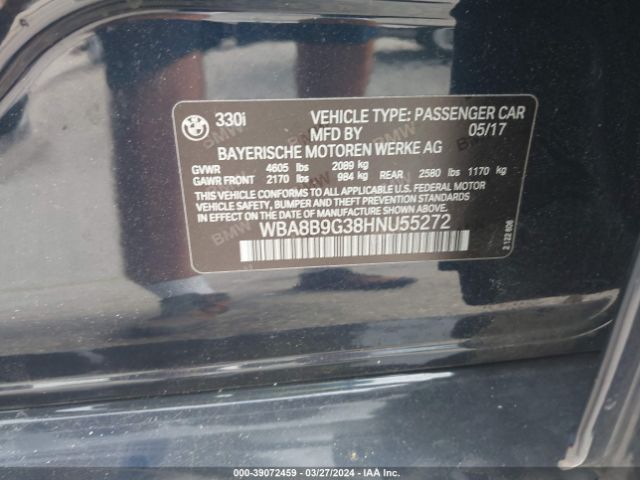 330i VEHICLE TYPE: PASSENGER CAR
MFD BY 05/17
BAYERISCHE MOTOREN WERKE AG
GVWR 4605 lbs 2089 kg
GAWR FRONT 2170 lbs 984 kg REAR 2580 lbs 1170 kg
THIS VEHICLE CONFORMS TO ALL APPLICABLE U.S. FEDERAL MOTOR
VEHICLE SAFETY, BUMPER AND THEFT PREVENTION STANDARDS
IN EFFECT ON THE DATE OF MANUFACTURE SHOWN ABOVE.
WBA8B9G38HNU55272
000-39072459 | 03/27/2024 | IAA Inc.